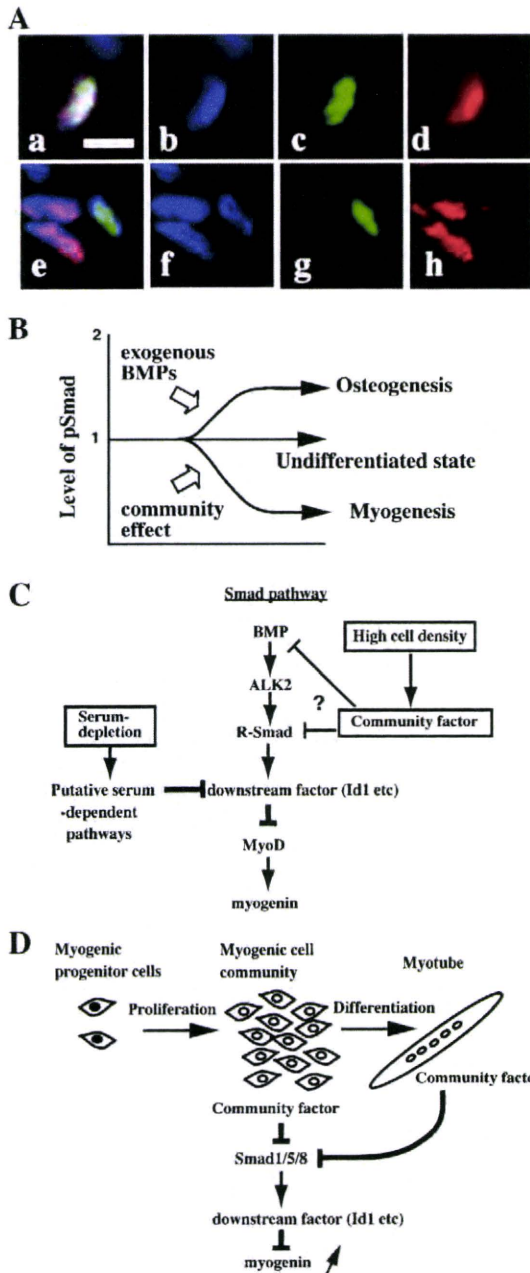 A
a
b
c
d
e
f
g
h
B
2
1
Level of pSmad
exogenous
BMPs
community
effect
Osteogenesis
Undifferentiated state
Myogenesis
C
Smad pathway
BMP
High cell density
ALK2
?
Serum-
depletion
R-Smad
Community factor
Putative serum
-dependent
pathways
downstream factor (Id1 etc)
MyoD
myogenin
D
Myogenic
progenitor cells
Myogenic cell
community
Myotube
Proliferation
Differentiation
Community facto
Community factor
Smad1/5/8
downstream factor (Id1 etc)
myogenin